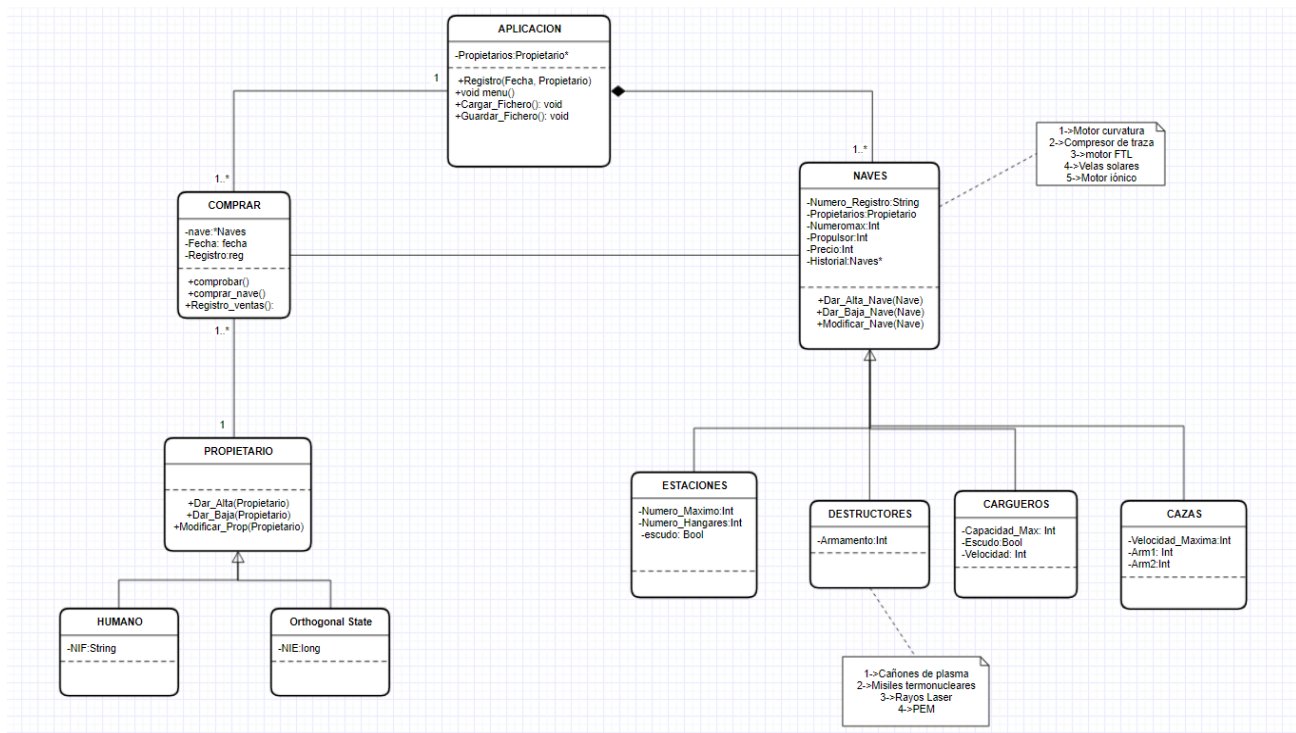 APLICACION
-Propietarios:Propietario*
+Registro(Fecha, Propietario)
+void menu()
+Cargar_Fichero(): void
+Guardar_Fichero(): void
1
1..*
1..*
COMPRAR
-nave:*Naves
-Fecha: fecha
-Registro:reg
+comprobar()
+comprar_nave()
+Registro_ventas():
1..*
1
NAVES
-Numero_Registro:String
-Propietarios:Propietario
-Numeromax:Int
-Propulsor:Int
-Precio:Int
-Historial:Naves*
+Dar_Alta_Nave(Nave)
+Dar_Baja_Nave(Nave)
+Modificar_Nave(Nave)
1->Motor curvatura
2->Compresor de traza
3->motor FTL
4->Velas solares
5->Motor iónico
PROPIETARIO
+Dar_Alta(Propietario)
+Dar_Baja(Propietario)
+Modificar_Prop(Propietario)
HUMANO
-NIF:String
Orthogonal State
-NIE:long
ESTACIONES
-Numero_Maximo:Int
-Numero_Hangares:Int
-escudo: Bool
DESTRUCTORES
-Armamento:Int
CARGUEROS
-Capacidad_Max: Int
-Escudo:Bool
-Velocidad: Int
CAZAS
-Velocidad_Maxima:Int
-Arm1: Int
-Arm2:Int
1->Cañones de plasma
2->Misiles termonucleares
3->Rayos Laser
4->PEM